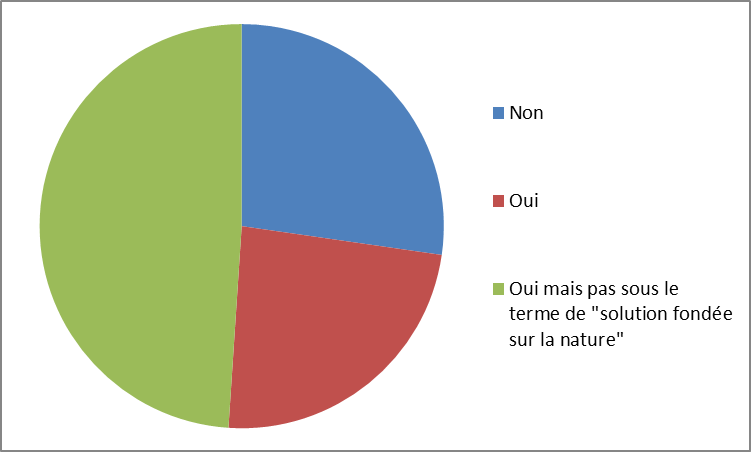 Non
Oui
Oui mais pas sous le
terme de "solution fondée
sur la nature"